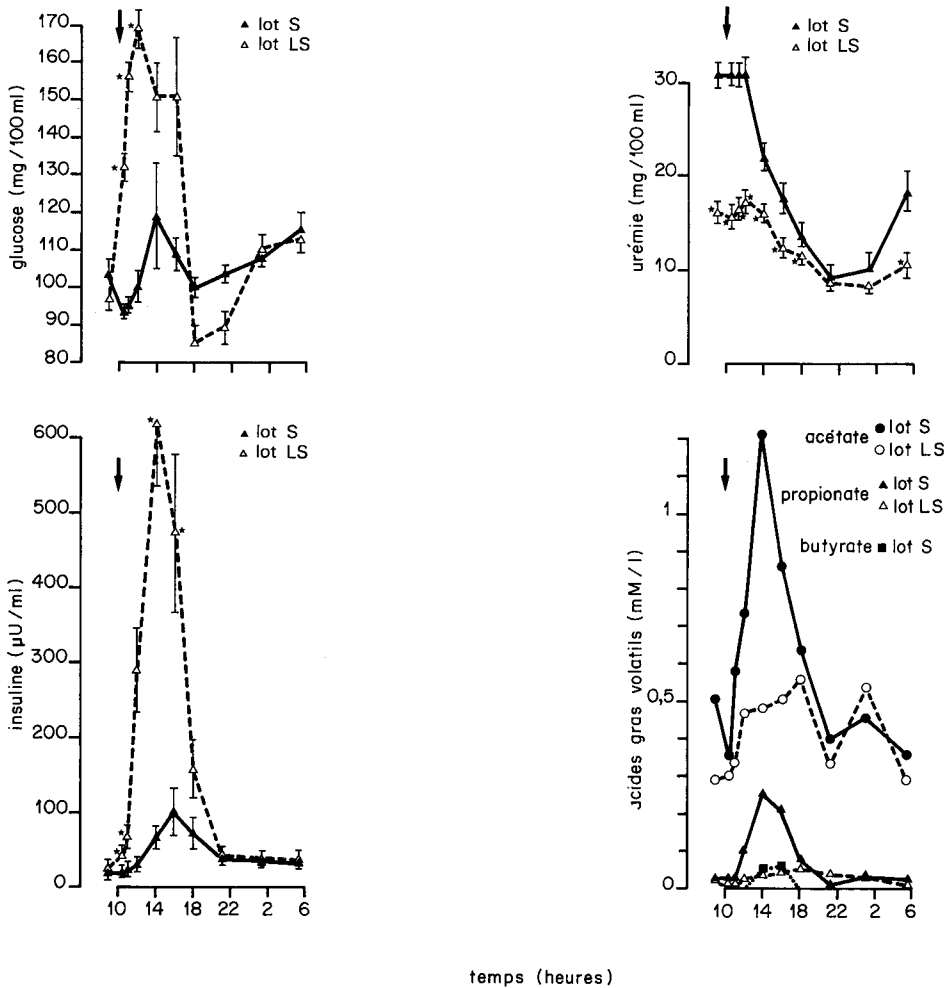 glucose (mg/100 ml)
170
160
150
140
130
120
110
100
90
80
lot S
lot LS
urémie (mg/100 ml)
30
20
10
0
lot S
lot LS
insuline (µU/ml)
600
500
400
300
200
100
0
lot S
lot LS
10 14 18 22 2 6
acides gras volatils (mM/l)
1
0,5
0
acétate lot S
lot LS
propionate lot S
lot LS
butyrate lot S
10 14 18 22 2 6
temps (heures)